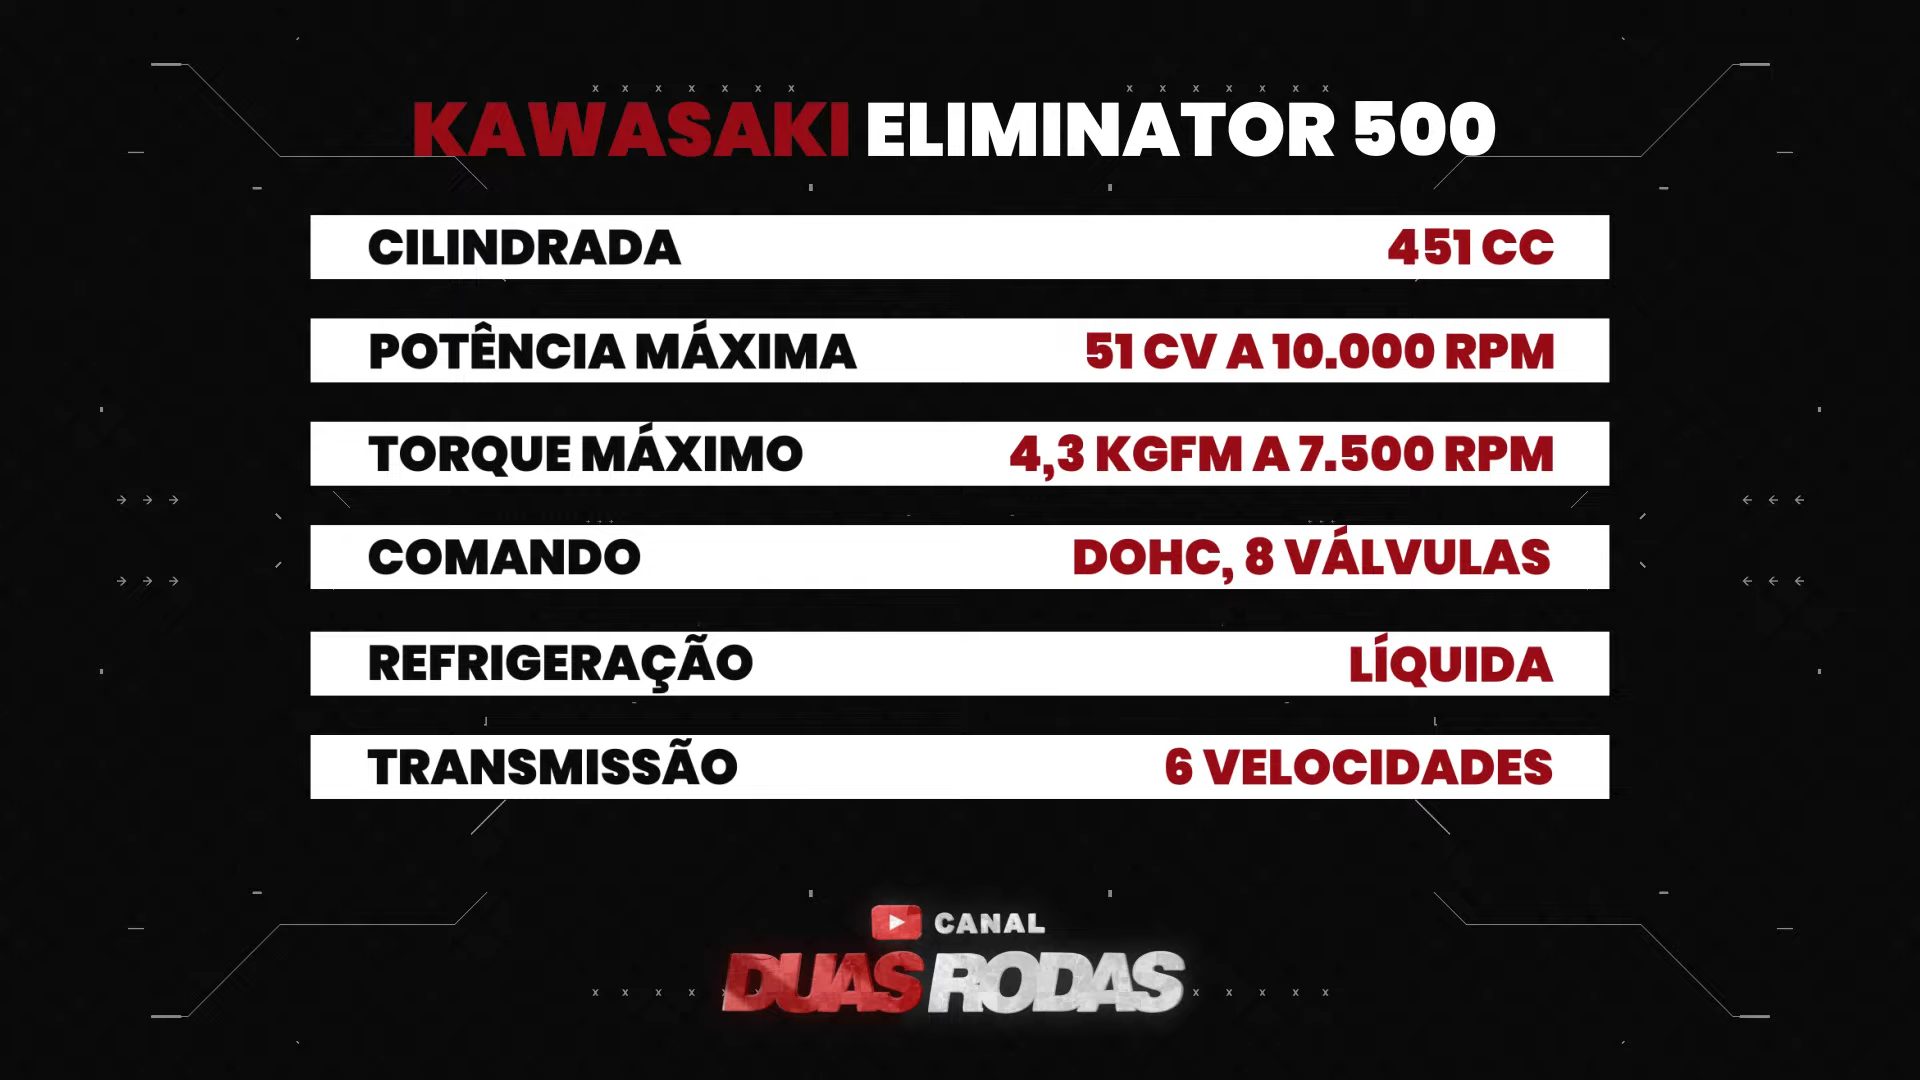 KAWASAKI ELIMINATOR 500
CILINDRADA 451 CC
POTÊNCIA MÁXIMA 51 CV A 10.000 RPM
TORQUE MÁXIMO 4,3 KGFM A 7.500 RPM
COMANDO DOHC, 8 VÁLVULAS
REFRIGERAÇÃO LÍQUIDA
TRANSMISSÃO 6 VELOCIDADES
CANAL
DUAS RODAS